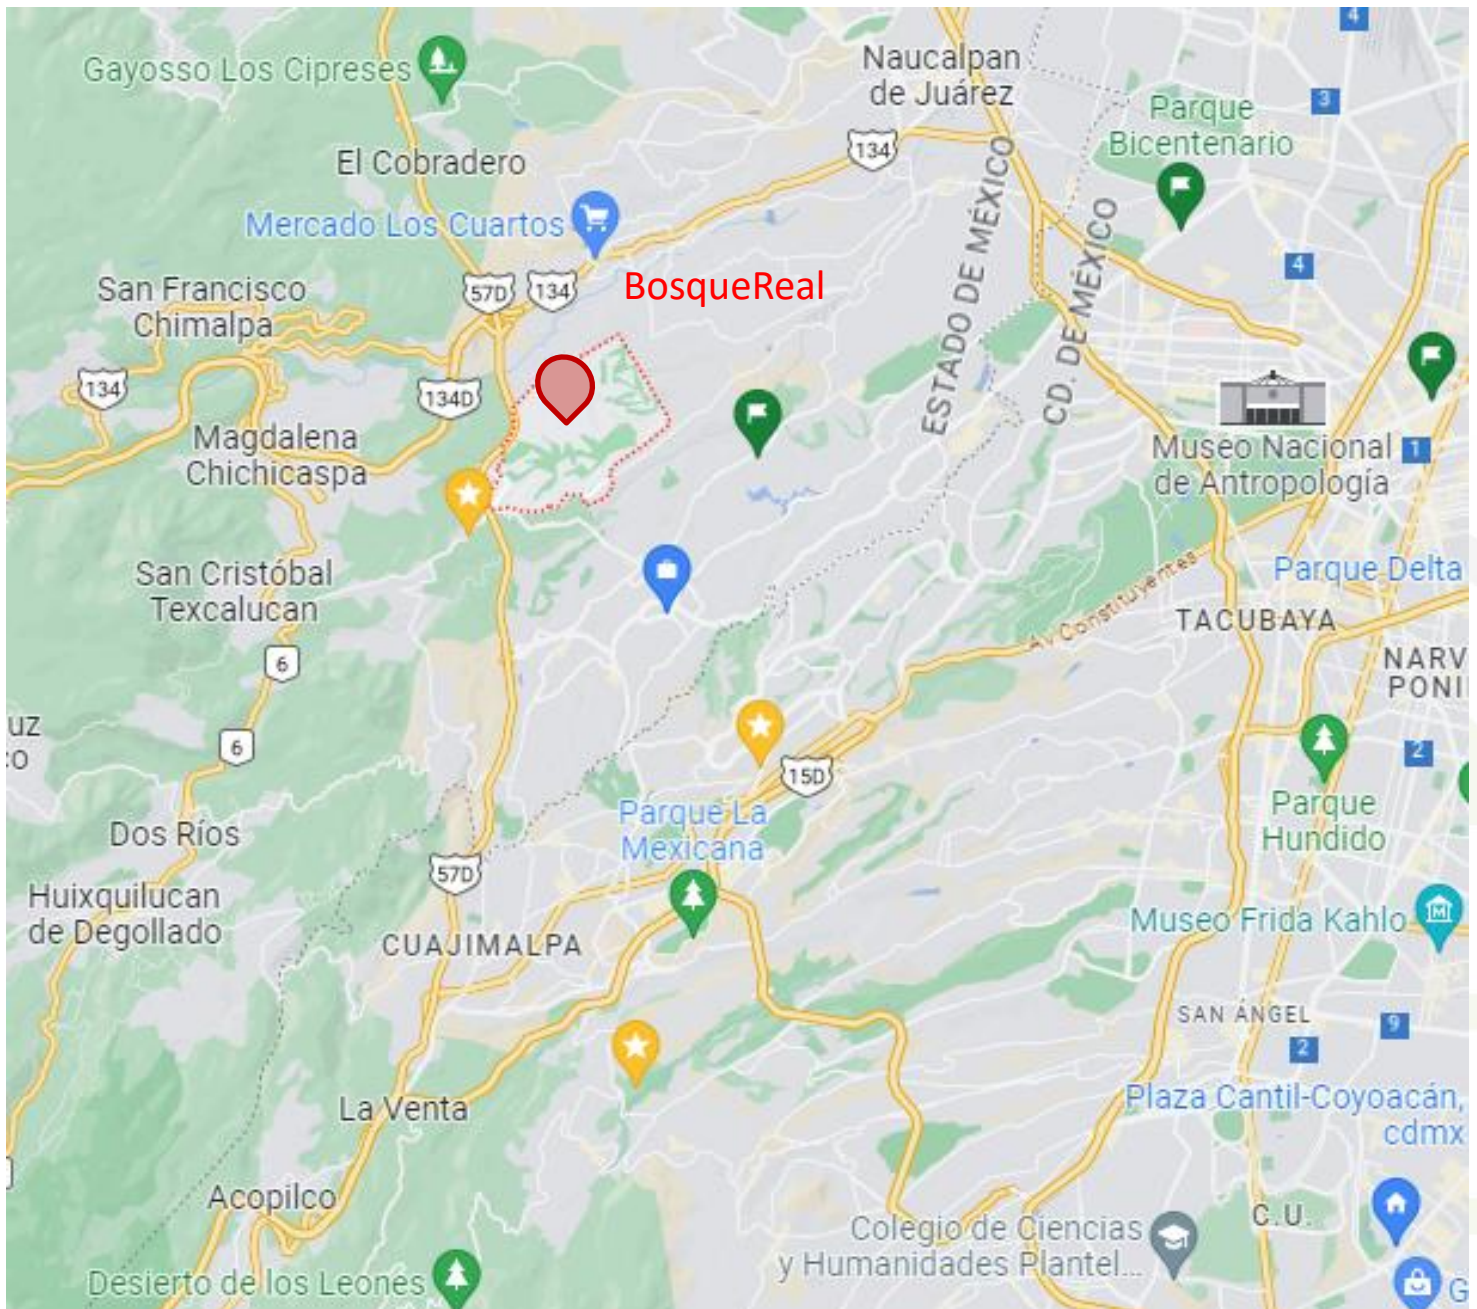 4
Naucalpan
de Juárez
Gayosso Los Cipreses
3
Parque
Bicentenario
134
El Cobradero
ESTADO DE MÉXICO
CD. DE MÉXICO
Mercado Los Cuartos
4
San Francisco
Chimalpa
57D
134
BosqueReal
134
134D
Magdalena
Chichicaspa
Museo Nacional
de Antropología
1
San Cristóbal
Texcalucan
Parque Delta
Av. Constituyentes
TACUBAYA
6
NARV
PONI
UZ
6
2
15D
Parque La
Mexicana
Parque
Hundido
Dos Ríos
57D
Huixquilucan
de Degollado
Museo Frida Kahlo
CUAJIMALPA
SAN ÁNGEL
9
2
La Venta
Plaza Cantil-Coyoacán,
cdmx
Acopilco
C.U.
Colegio de Ciencias
y Humanidades Plantel...
Desierto de los Leones
G